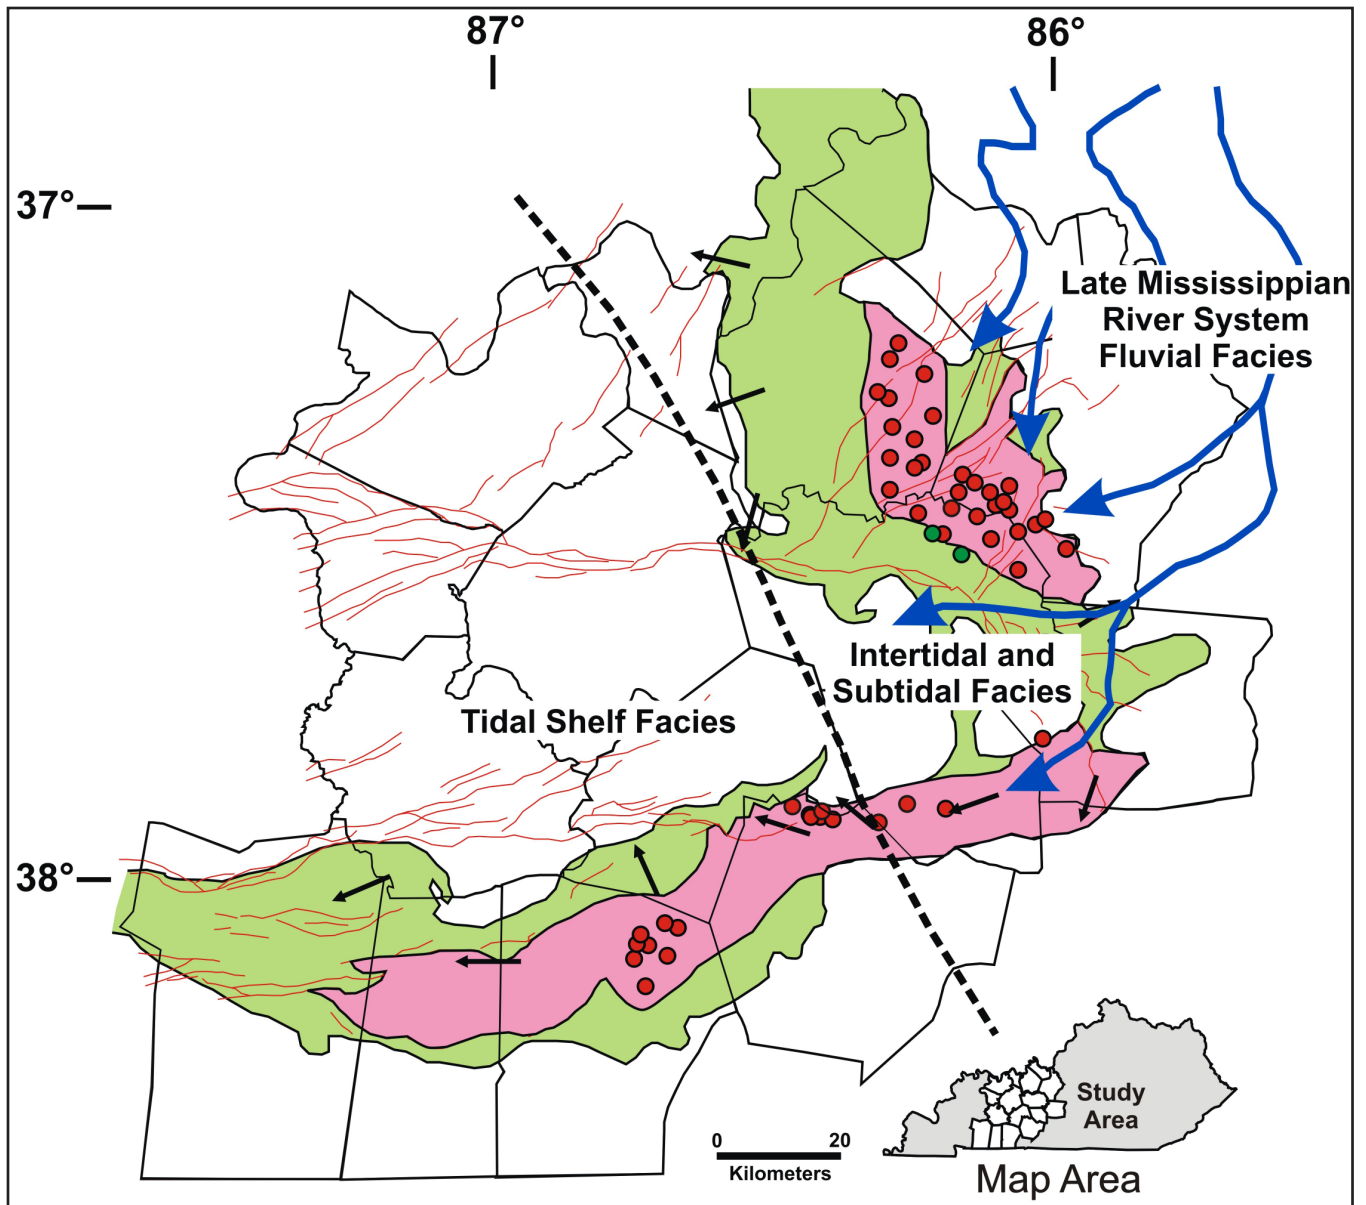 87°
86°
37°
Late Mississippian
River System
Fluvial Facies
Intertidal and
Subtidal Facies
Tidal Shelf Facies
38°
Study
Area
0 20
Kilometers
Map Area